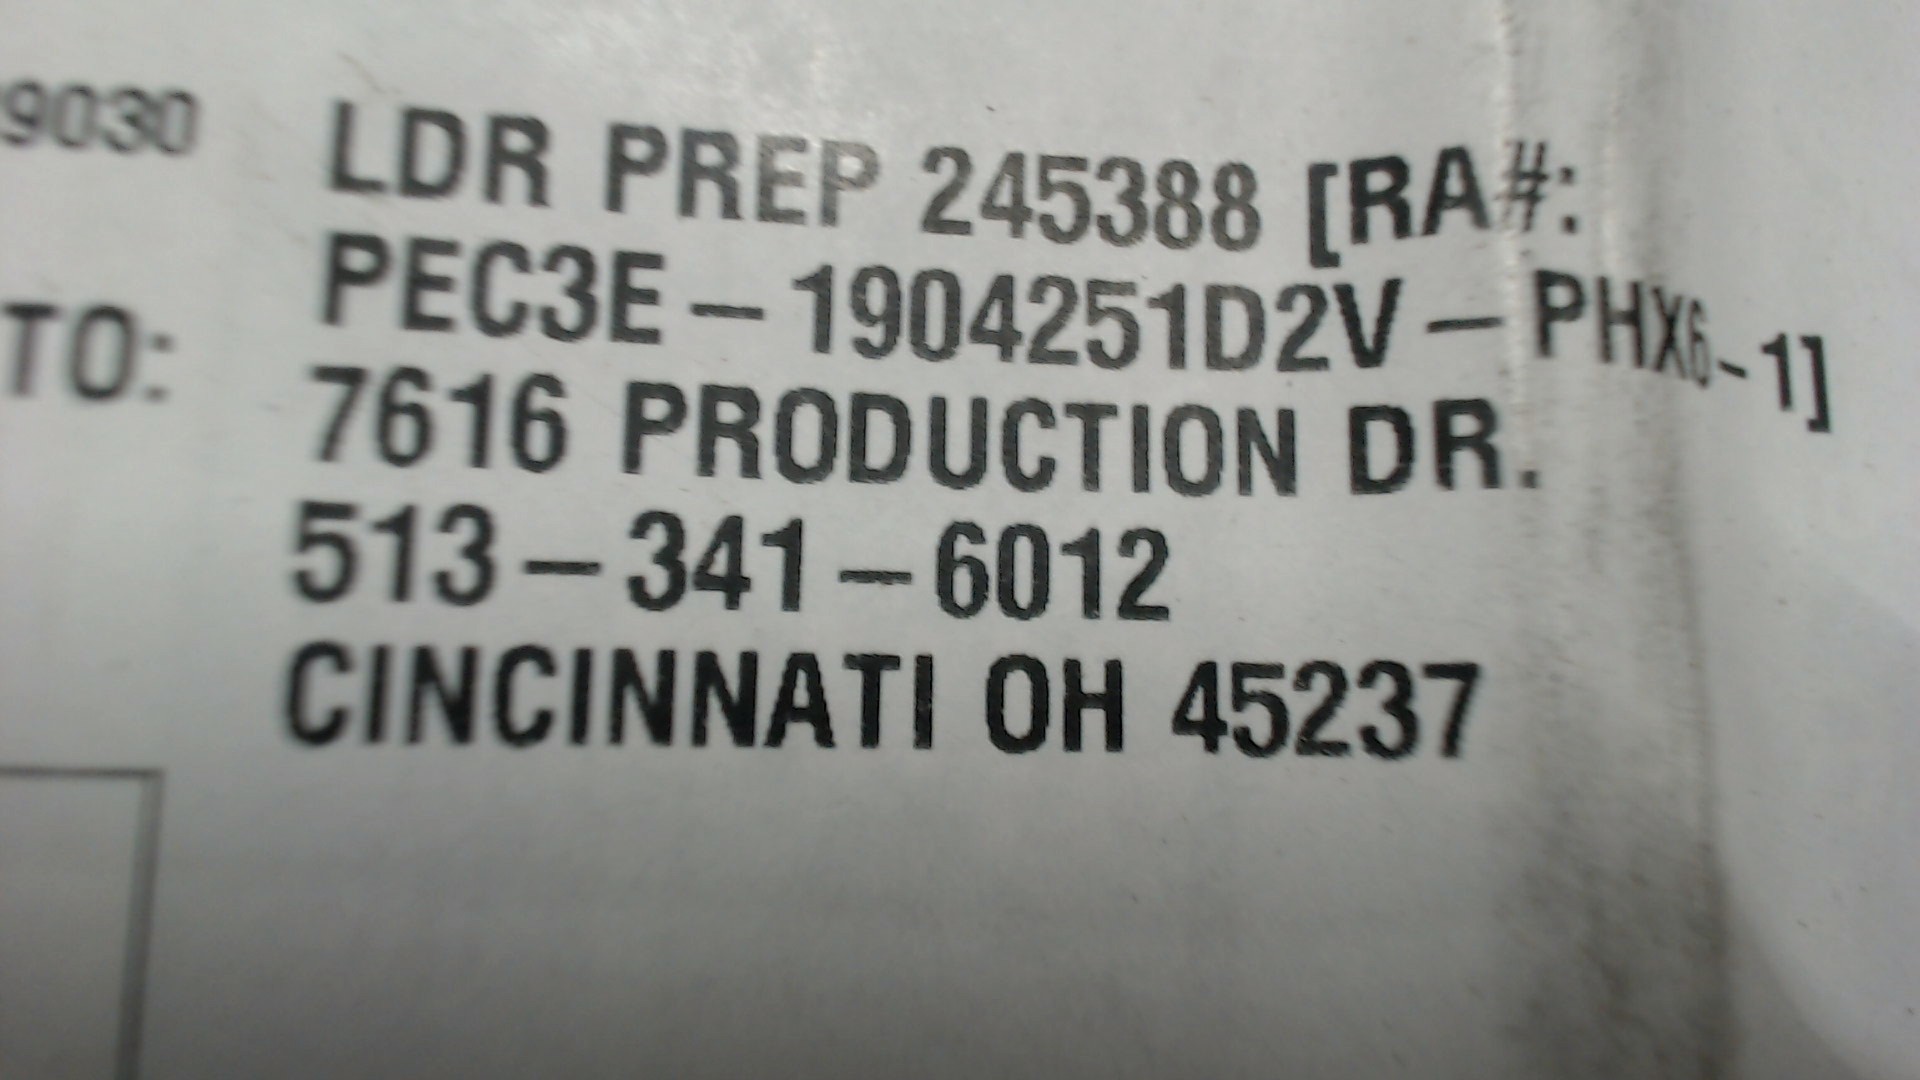 9030
LDR PREP 245388 [RA#:
PEC3E-1904251D2V-PHX6-1]
TO:
7616 PRODUCTION DR.
513-341-6012
CINCINNATI OH 45237